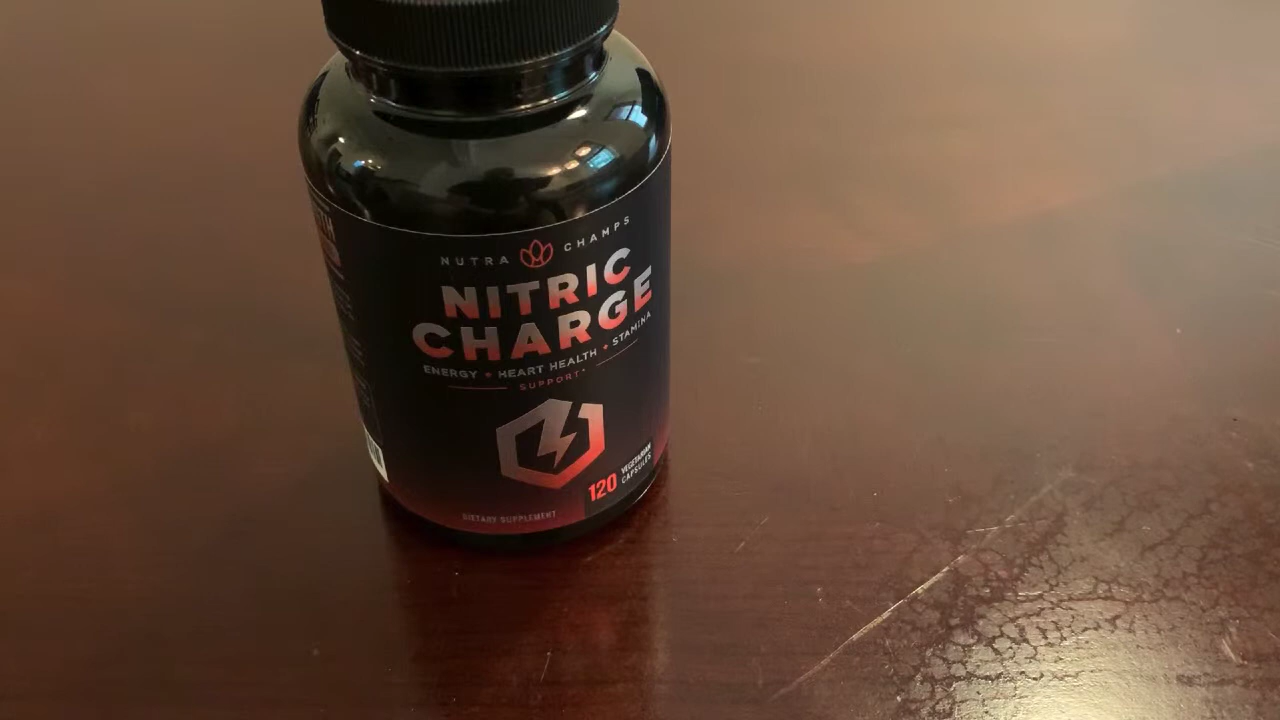 NUTRA CHAMPS
NITRIC
CHARGE
ENERGY • HEART HEALTH • STAMINA
SUPPORT*
120 VEGETARIAN
CAPSULES
DIETARY SUPPLEMENT